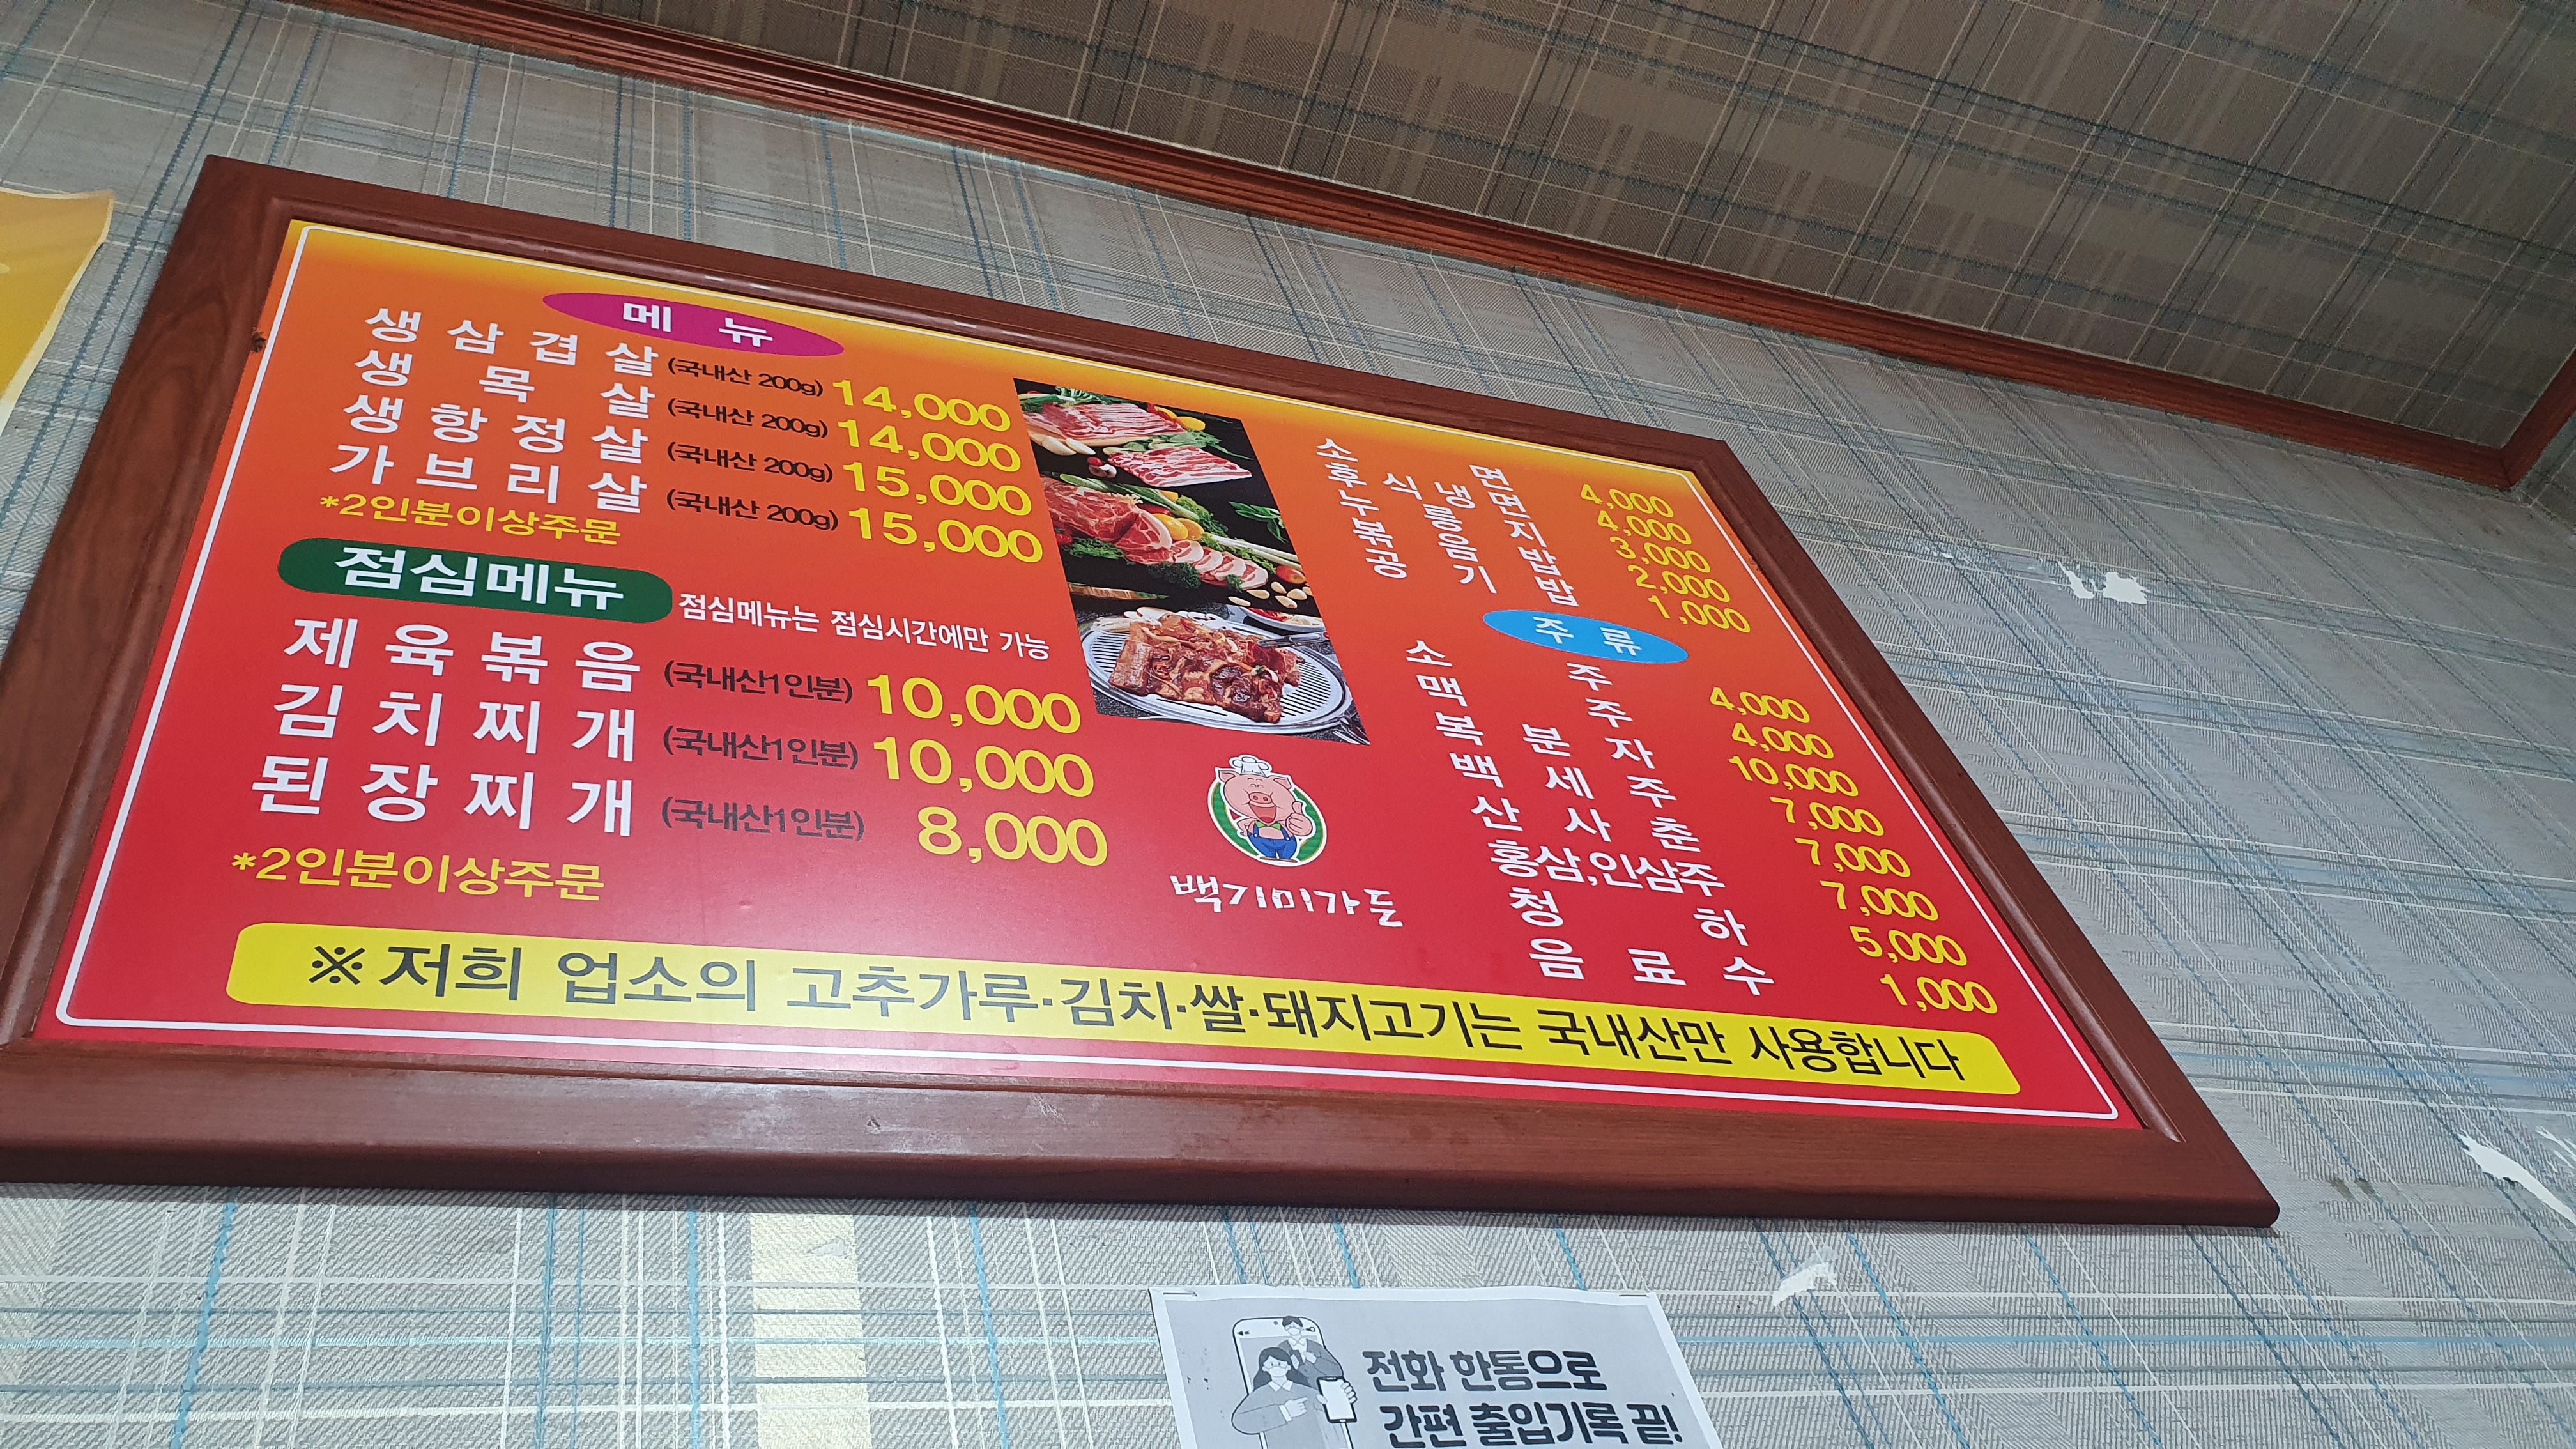 메 뉴
생 삼 겹 살 (국내산 200g) 14,000
생 목 살 (국내산 200g) 14,000
생 항 정 살 (국내산 200g) 15,000
가 브 리 살 (국내산 200g) 15,000
*2인분이상주문
점심메뉴 점심메뉴는 점심시간에만 가능
제 육 볶 음 (국내산1인분) 10,000
김 치 찌 개 (국내산1인분) 10,000
된 장 찌 개 (국내산1인분) 8,000
*2인분이상주문
소 면 4,000
후 식 냉 면 4,000
누 룽 지 3,000
볶 음 밥 2,000
공 기 밥 1,000
주 류
소 주 4,000
맥 주 4,000
복 분 자 10,000
백 세 주 7,000
산 사 춘 7,000
홍삼,인삼주 7,000
청 하 5,000
음 료 수 1,000
백기미가든
※저희 업소의 고추가루·김치·쌀·돼지고기는 국내산만 사용합니다
전화 한통으로
간편 출입기록 끝!